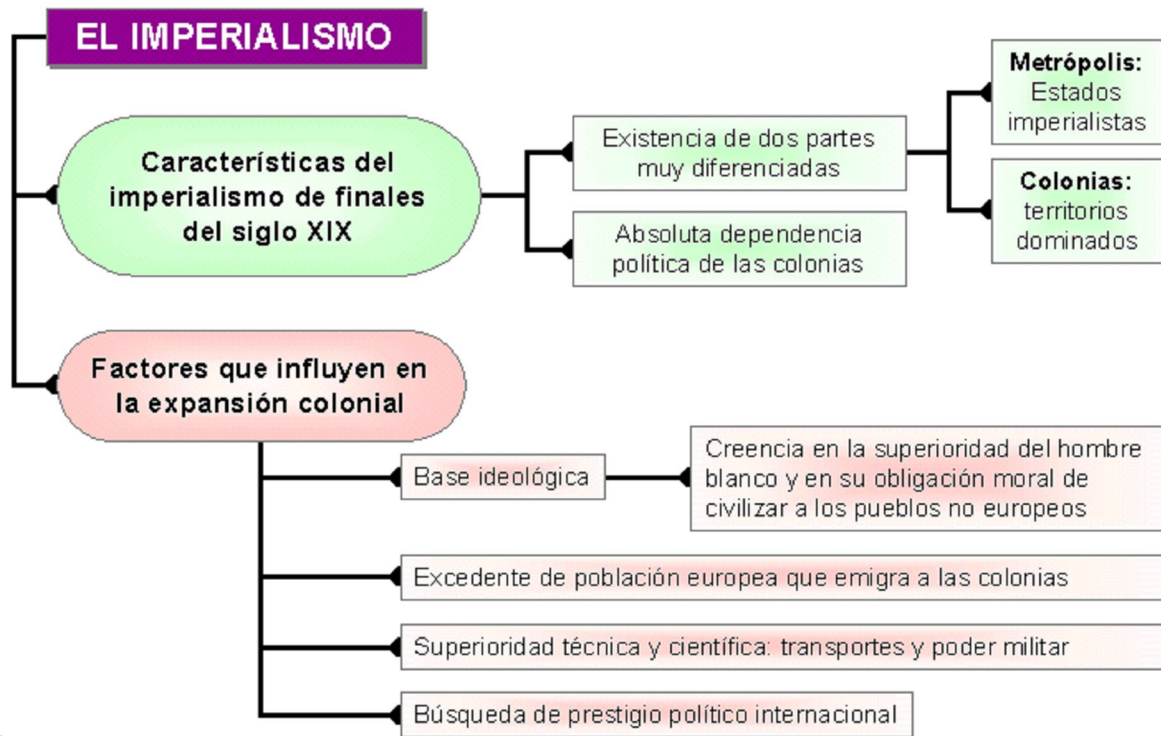 EL IMPERIALISMO
Características del
imperialismo de finales
del siglo XIX
Existencia de dos partes
muy diferenciadas
Metrópolis:
Estados
imperialistas
Colonias:
territorios
dominados
Absoluta dependencia
política de las colonias
Factores que influyen en
la expansión colonial
Base ideológica
Creencia en la superioridad del hombre
blanco y en su obligación moral de
civilizar a los pueblos no europeos
Excedente de población europea que emigra a las colonias
Superioridad técnica y científica: transportes y poder militar
Búsqueda de prestigio político internacional